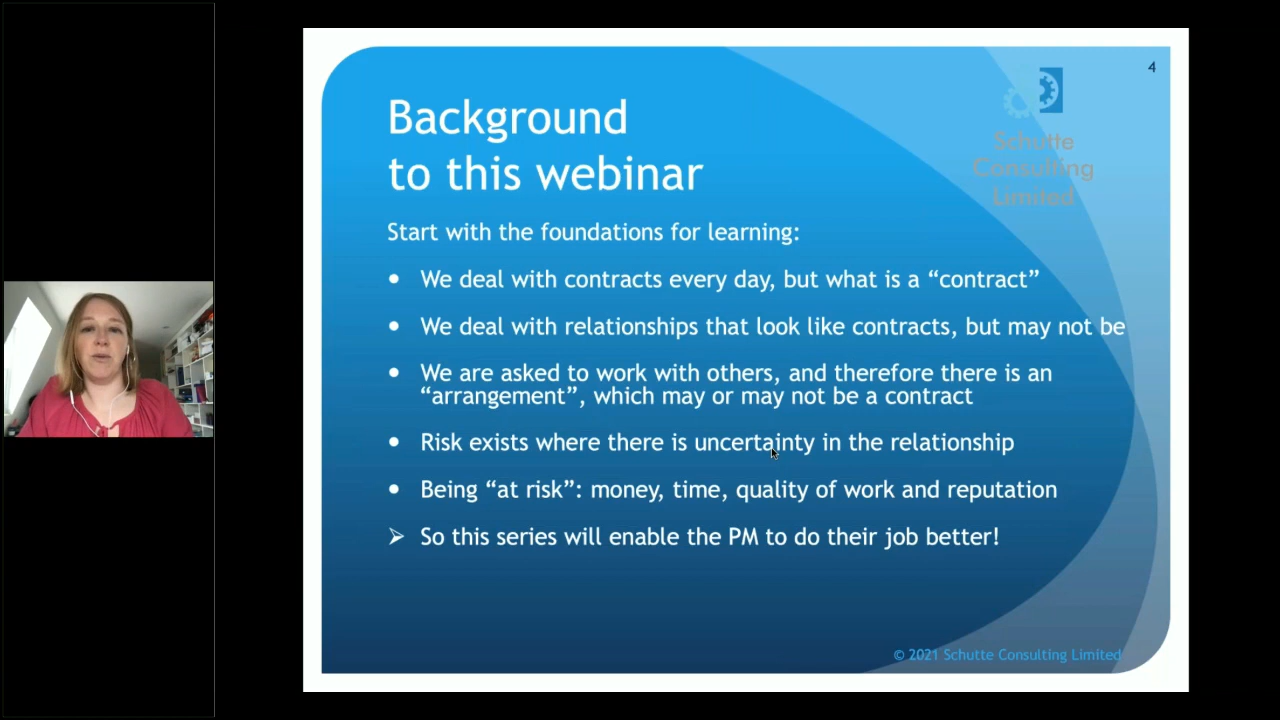 4
Schutte
Consulting
Limited
Background
to this webinar
Start with the foundations for learning:
• We deal with contracts every day, but what is a “contract”
• We deal with relationships that look like contracts, but may not be
• We are asked to work with others, and therefore there is an
“arrangement”, which may or may not be a contract
• Risk exists where there is uncertainty in the relationship
• Being “at risk”: money, time, quality of work and reputation
➢ So this series will enable the PM to do their job better!
© 2021 Schutte Consulting Limited